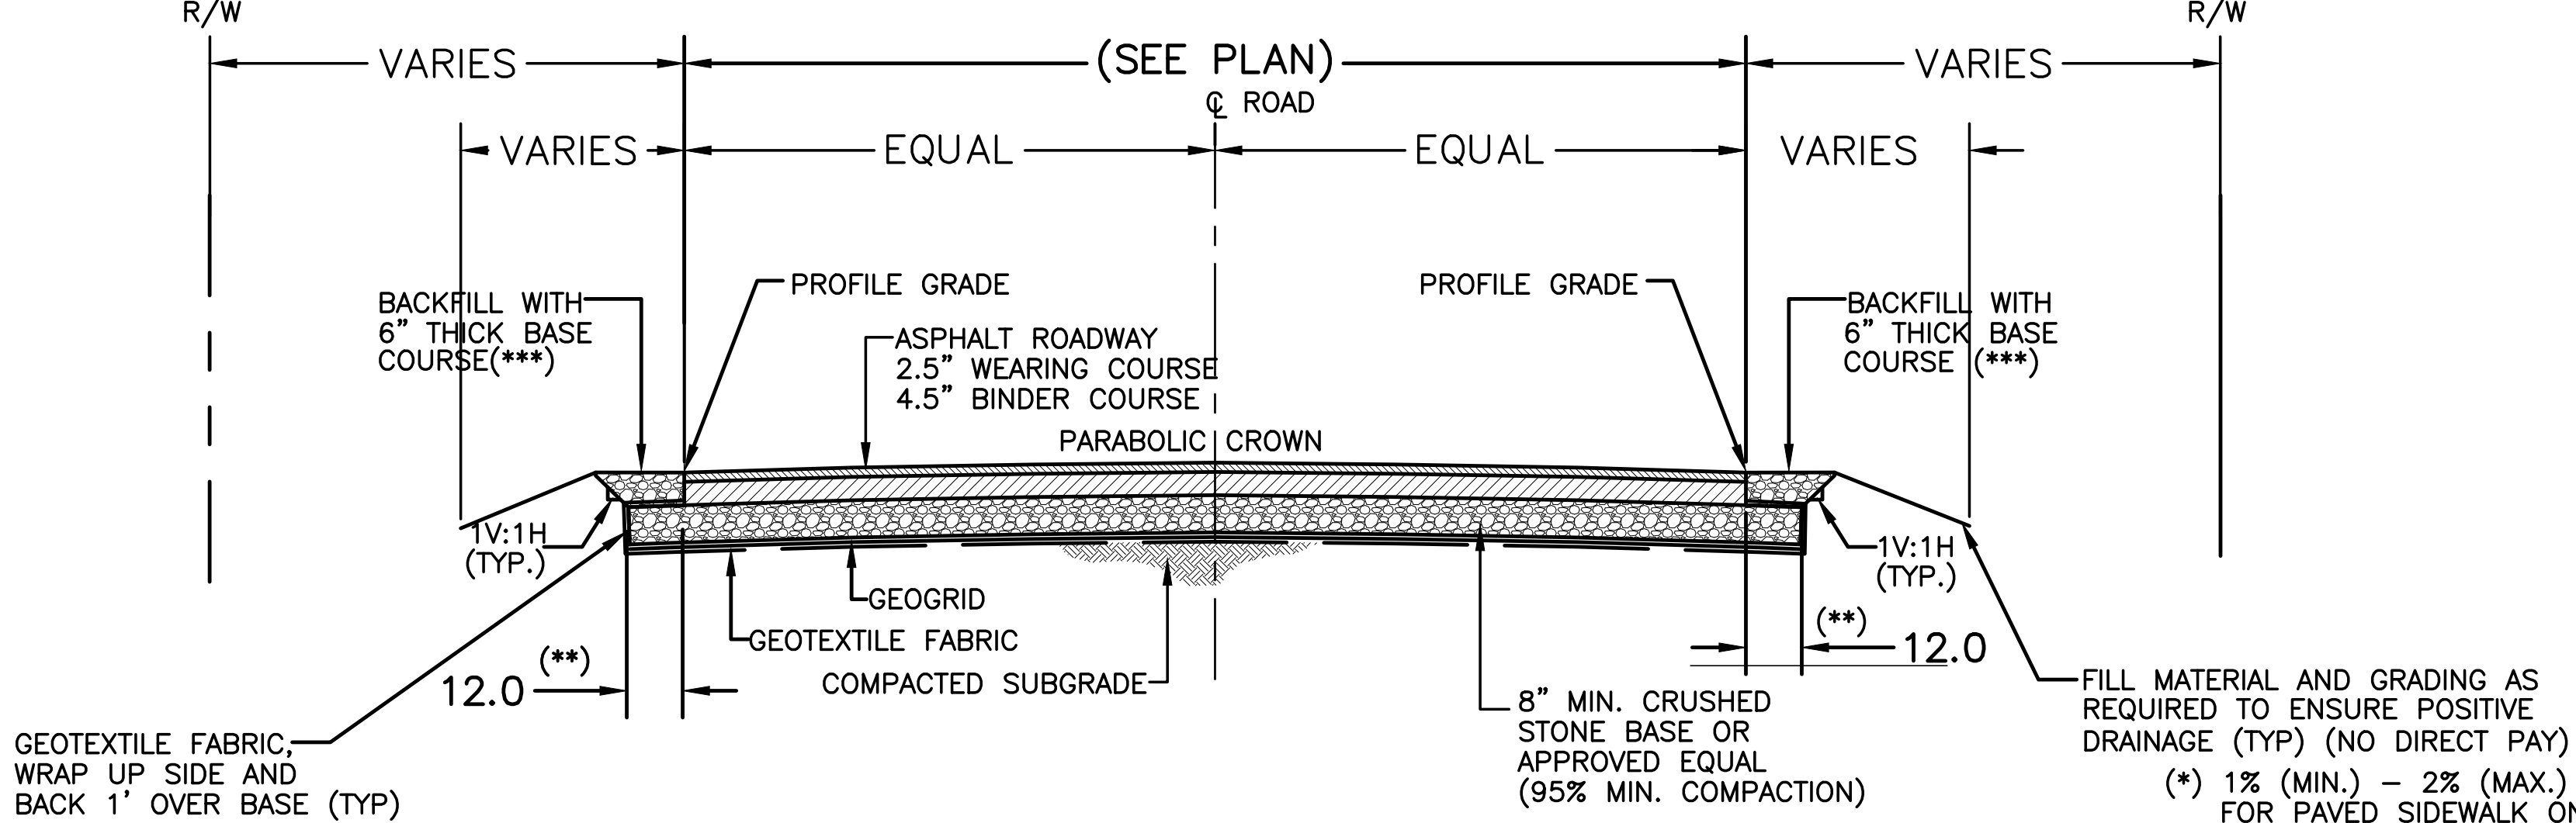 R/W
R/W
VARIES
(SEE PLAN)
VARIES
℄ ROAD
VARIES
EQUAL
EQUAL
VARIES
BACKFILL WITH
6” THICK BASE
COURSE(***)
PROFILE GRADE
PROFILE GRADE
BACKFILL WITH
6” THICK BASE
COURSE (***)
ASPHALT ROADWAY
2.5” WEARING COURSE
4.5” BINDER COURSE
PARABOLIC CROWN
1V:1H
(TYP.)
1V:1H
(TYP.)
GEOGRID
GEOTEXTILE FABRIC
COMPACTED SUBGRADE
(**)
12.0
(**)
12.0
GEOTEXTILE FABRIC,
WRAP UP SIDE AND
BACK 1’ OVER BASE (TYP)
8” MIN. CRUSHED
STONE BASE OR
APPROVED EQUAL
(95% MIN. COMPACTION)
FILL MATERIAL AND GRADING AS
REQUIRED TO ENSURE POSITIVE
DRAINAGE (TYP) (NO DIRECT PAY)
(*) 1% (MIN.) – 2% (MAX.)
FOR PAVED SIDEWALK